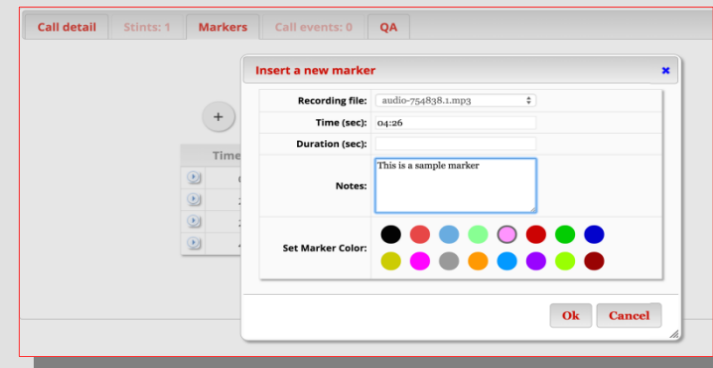 Call detail Stints: 1 Markers Call events: 0 QA
Insert a new marker
Recording file: audio-754838.1.mp3
Time (sec): 04:26
Duration (sec):
Notes: This is a sample marker
Set Marker Color:
Ok Cancel
+
Time